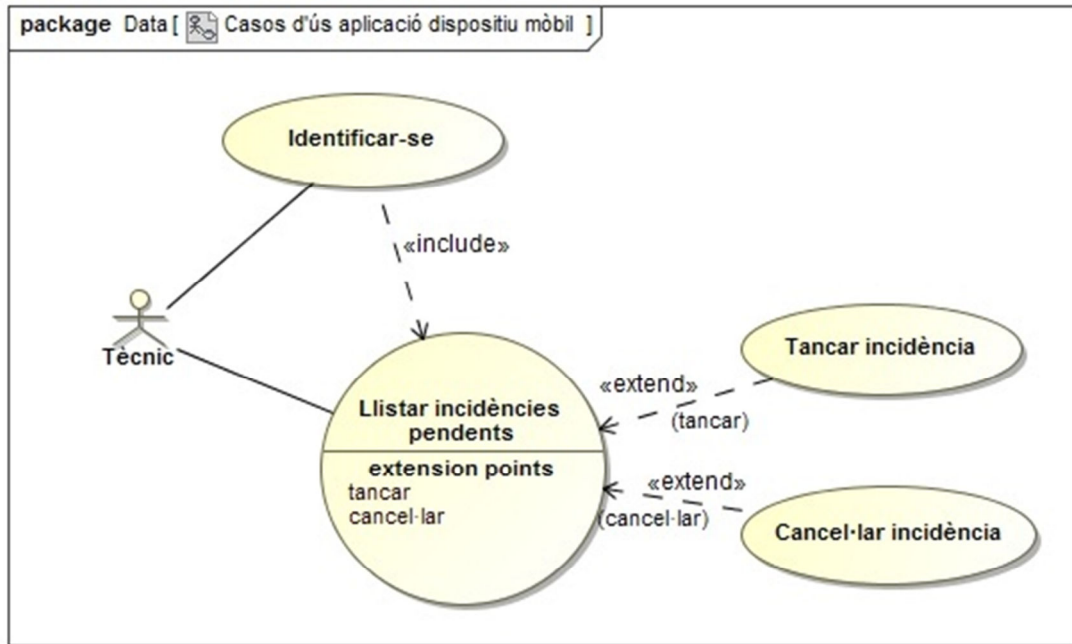 package Data [ Casos d'ús aplicació dispositiu mòbil ]
Identificar-se
«include»
Tècnic
Llistar incidències
pendents
extension points
tancar
cancel·lar
Tancar incidència
«extend»
(tancar)
«extend»
(cancel·lar)
Cancel·lar incidència